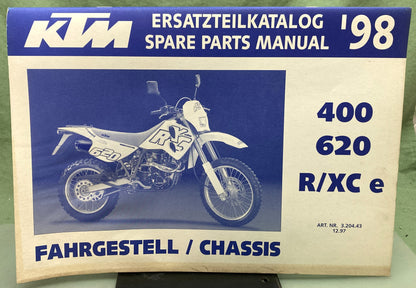 KTM
ERSATZTEILKATALOG
SPARE PARTS MANUAL
'98
400
620
R/XC e
R XC
620
ART. NR. 3.204.43
12.97
FAHRGESTELL / CHASSIS